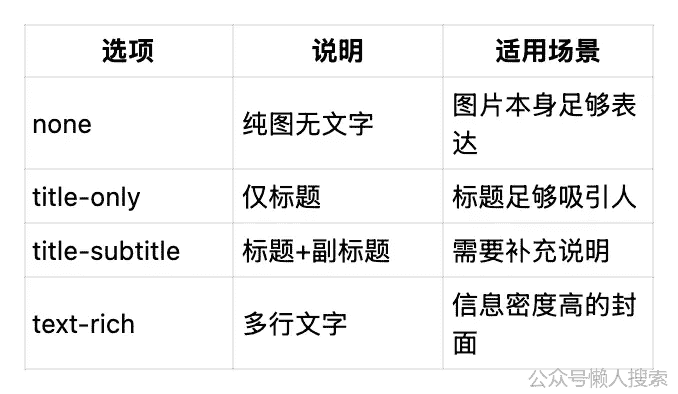 选项 说明 适用场景
none 纯图无文字 图片本身足够表
达
title-only 仅标题 标题足够吸引人
title-subtitle 标题+副标题 需要补充说明
text-rich 多行文字 信息密度高的封
面
公众号懒人搜索